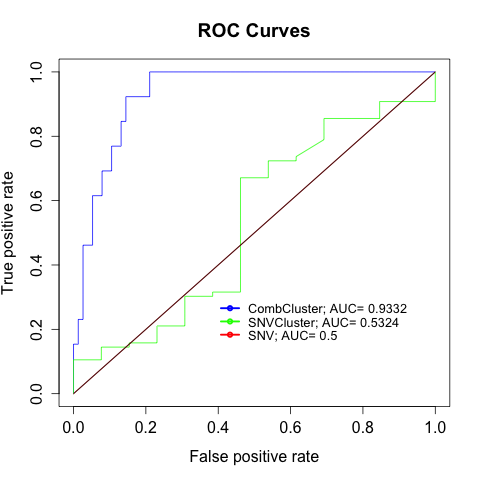 ROC Curves
True positive rate
1.0
0.8
0.6
0.4
0.2
0.0
CombCluster; AUC= 0.9332
SNVCluster; AUC= 0.5324
SNV; AUC= 0.5
0.0 0.2 0.4 0.6 0.8 1.0
False positive rate